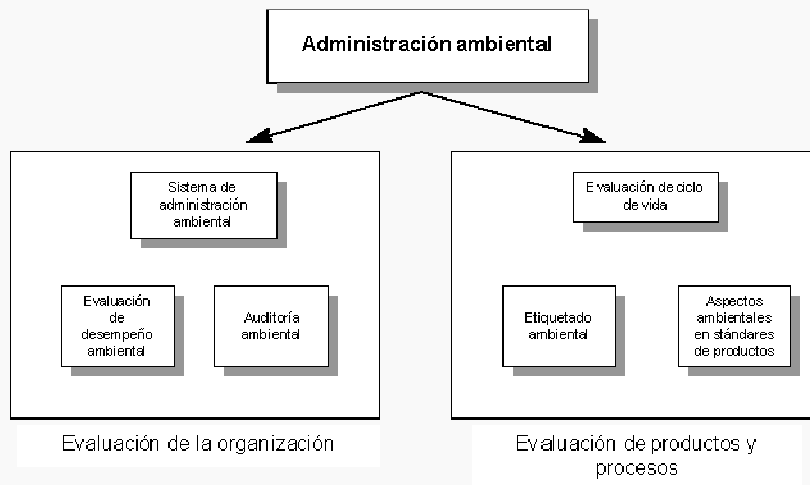 Administración ambiental
Sistema de
administración
ambiental
Evaluación
de
desempeño
ambiental
Auditoría
ambiental
Evaluación de la organización
Evaluación de ciclo
de vida
Etiquetado
ambiental
Aspectos
ambientales
en stándares
de productos
Evaluación de productos y
procesos